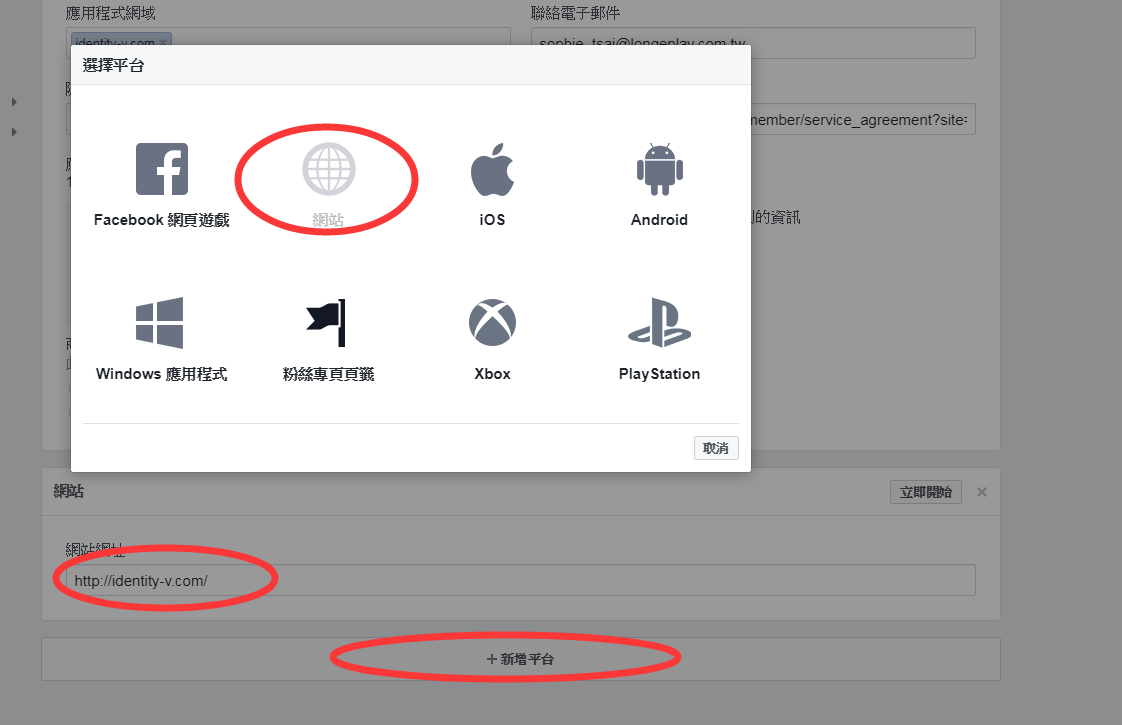 應用程式網域
聯絡電子郵件
identity-v.com ×
sophie_tsai@longeplay.com.tw
選擇平台
member/service_agreement?site=
Facebook 網頁遊戲
網站
iOS
Android
的資訊
Windows 應用程式
粉絲專頁頁籤
Xbox
PlayStation
取消
網站
立即開始
×
網站網址
http://identity-v.com/
+ 新增平台